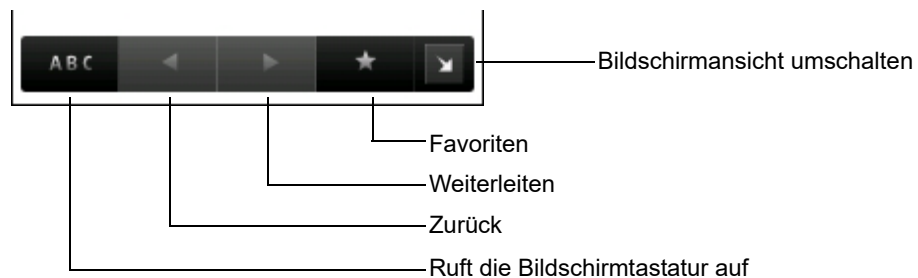 ABC
Bildschirmansicht umschalten
Favoriten
Weiterleiten
Zurück
Ruft die Bildschirmtastatur auf